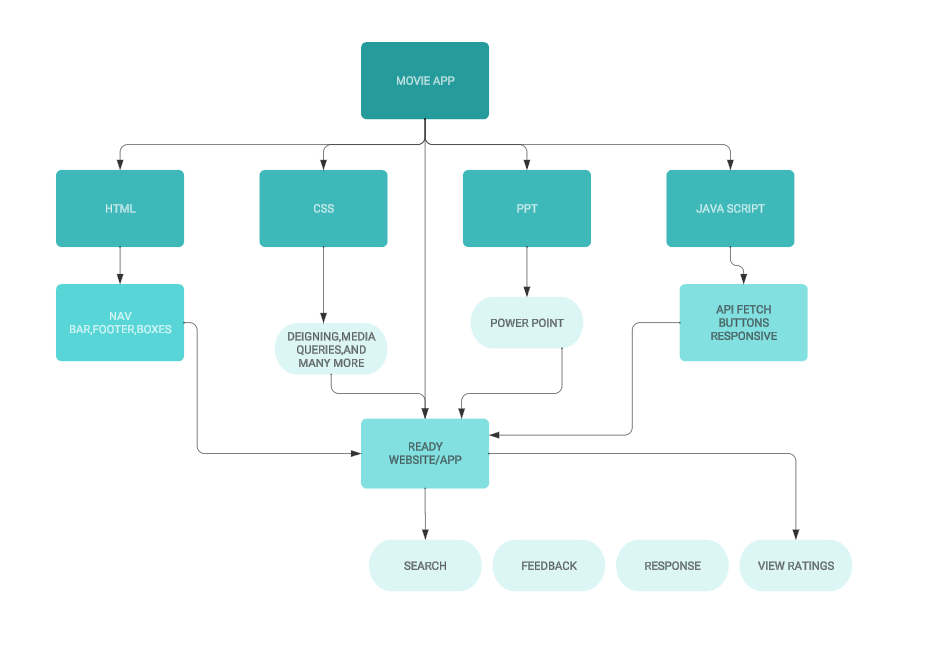 MOVIE APP
HTML
CSS
PPT
JAVA SCRIPT
NAV
BAR,FOOTER,BOXES
DEIGNING,MEDIA
QUERIES,AND
MANY MORE
POWER POINT
API FETCH
BUTTONS
RESPONSIVE
READY
WEBSITE/APP
SEARCH
FEEDBACK
RESPONSE
VIEW RATINGS